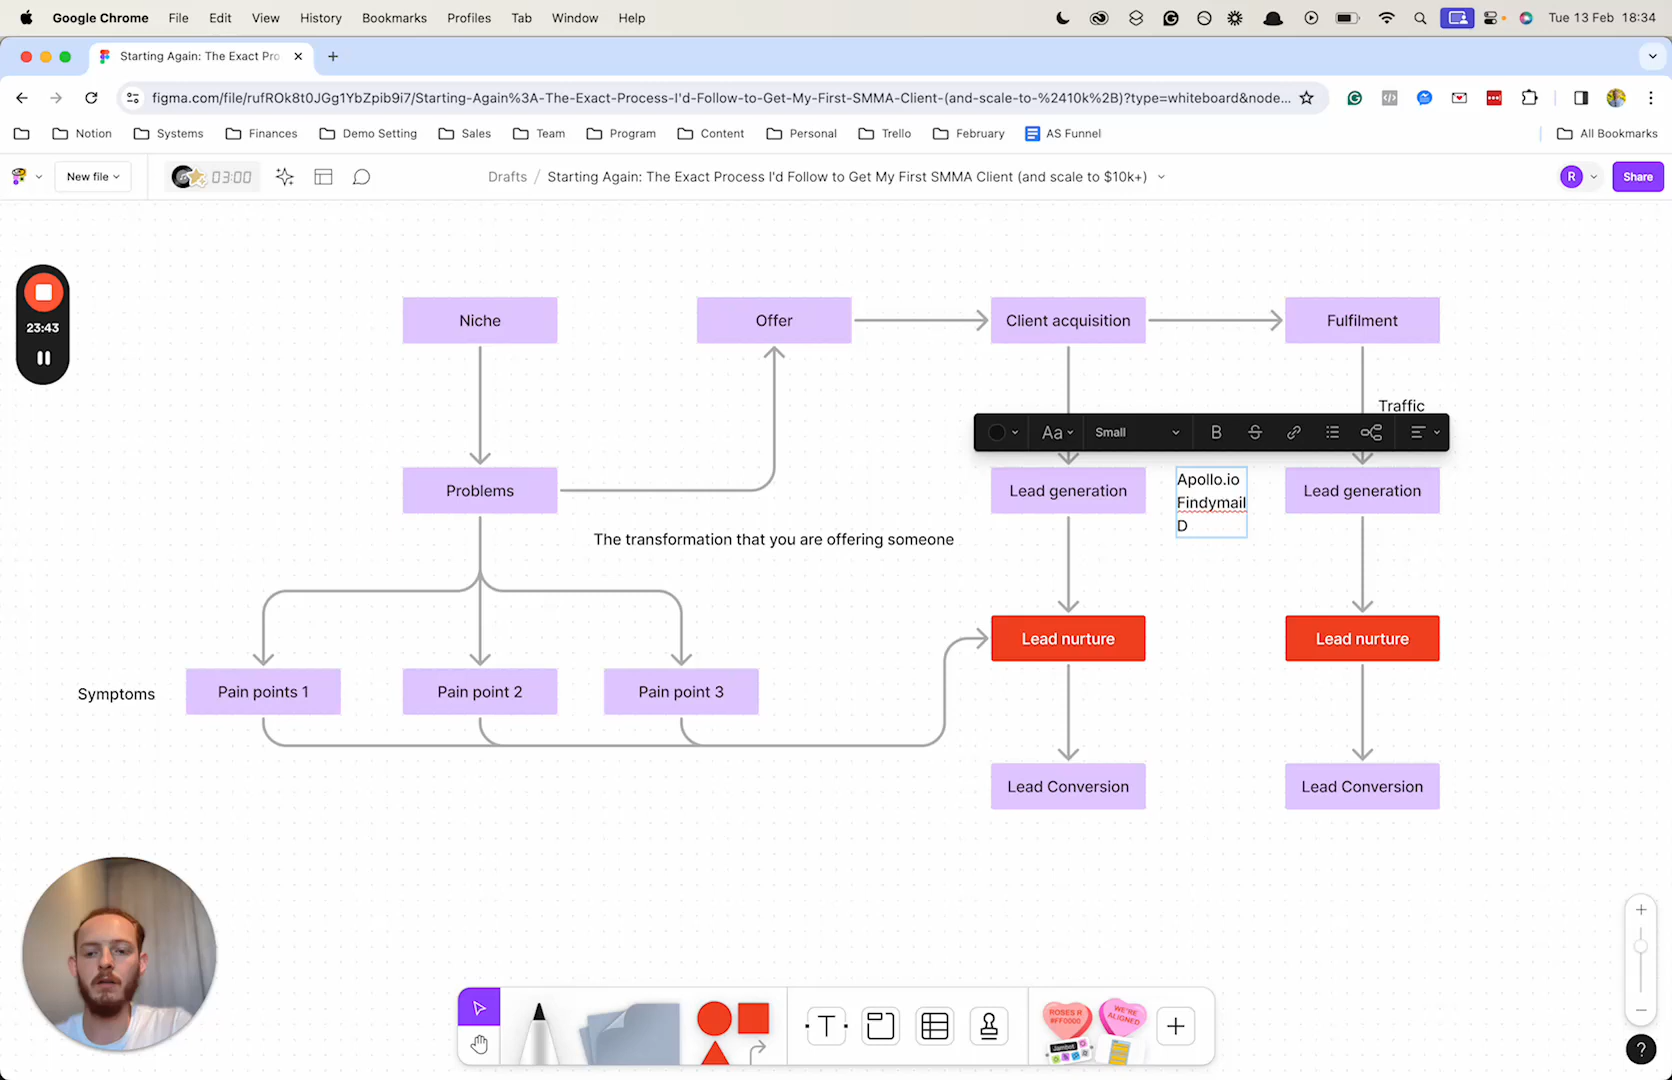 Google Chrome File Edit View History Bookmarks Profiles Tab Window Help Tue 13 Feb 18:34
Starting Again: The Exact Pro
figma.com/file/rufROk8t0JGg1YbZpib9i7/Starting-Again%3A-The-Exact-Process-I'd-Follow-to-Get-My-First-SMMA-Client-(and-scale-to-%2410k%2B)?type=whiteboard&node...
Notion Systems Finances Demo Setting Sales Team Program Content Personal Trello February AS Funnel All Bookmarks
New file 03:00 Drafts / Starting Again: The Exact Process I'd Follow to Get My First SMMA Client (and scale to $10k+) R Share
23:43
Niche
Offer
Client acquisition
Fulfilment
Traffic
Aa Small B S
Problems
Lead generation
Apollo.io
Findymail
D
Lead generation
The transformation that you are offering someone
Lead nurture
Lead nurture
Symptoms
Pain points 1
Pain point 2
Pain point 3
Lead Conversion
Lead Conversion
T
ROSES R
#FF0000
WE'RE
ALIGNED
Jambot
?